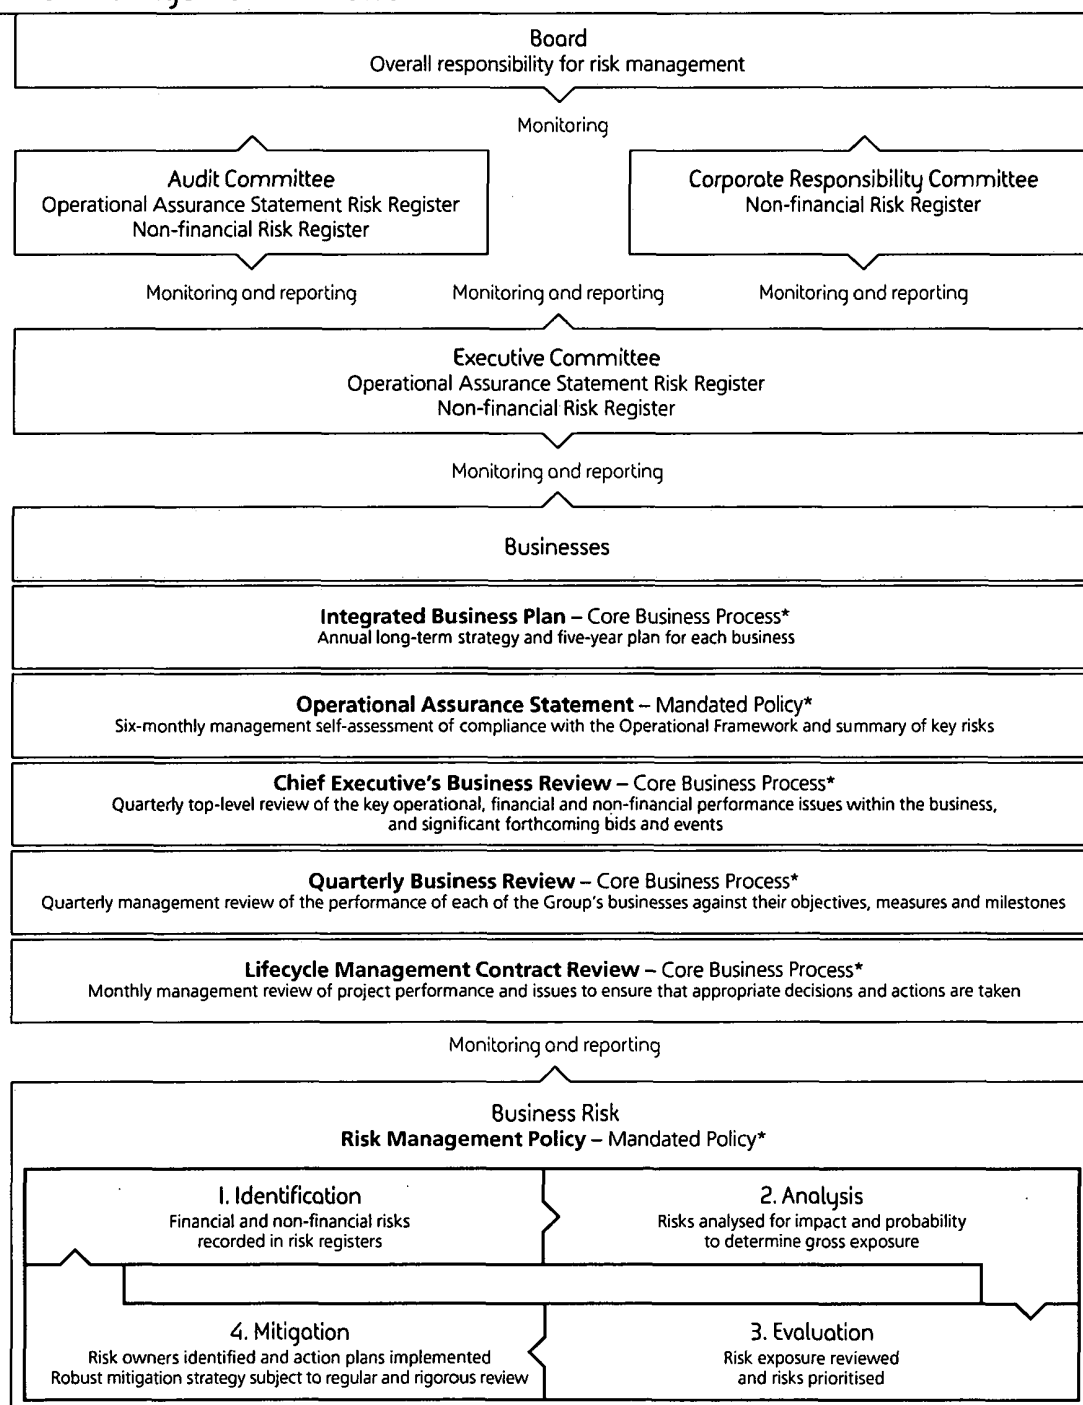 Board
Overall responsibility for risk management
Monitoring
Audit Committee
Operational Assurance Statement Risk Register
Non-financial Risk Register
Corporate Responsibility Committee
Non-financial Risk Register
Monitoring and reporting
Monitoring and reporting
Monitoring and reporting
Executive Committee
Operational Assurance Statement Risk Register
Non-financial Risk Register
Monitoring and reporting
Businesses
Integrated Business Plan – Core Business Process*
Annual long-term strategy and five-year plan for each business
Operational Assurance Statement – Mandated Policy*
Six-monthly management self-assessment of compliance with the Operational Framework and summary of key risks
Chief Executive's Business Review – Core Business Process*
Quarterly top-level review of the key operational, financial and non-financial performance issues within the business,
and significant forthcoming bids and events
Quarterly Business Review – Core Business Process*
Quarterly management review of the performance of each of the Group's businesses against their objectives, measures and milestones
Lifecycle Management Contract Review – Core Business Process*
Monthly management review of project performance and issues to ensure that appropriate decisions and actions are taken
Monitoring and reporting
Business Risk
Risk Management Policy – Mandated Policy*
1. Identification
Financial and non-financial risks
recorded in risk registers
2. Analysis
Risks analysed for impact and probability
to determine gross exposure
4. Mitigation
Risk owners identified and action plans implemented
Robust mitigation strategy subject to regular and rigorous review
3. Evaluation
Risk exposure reviewed
and risks prioritised